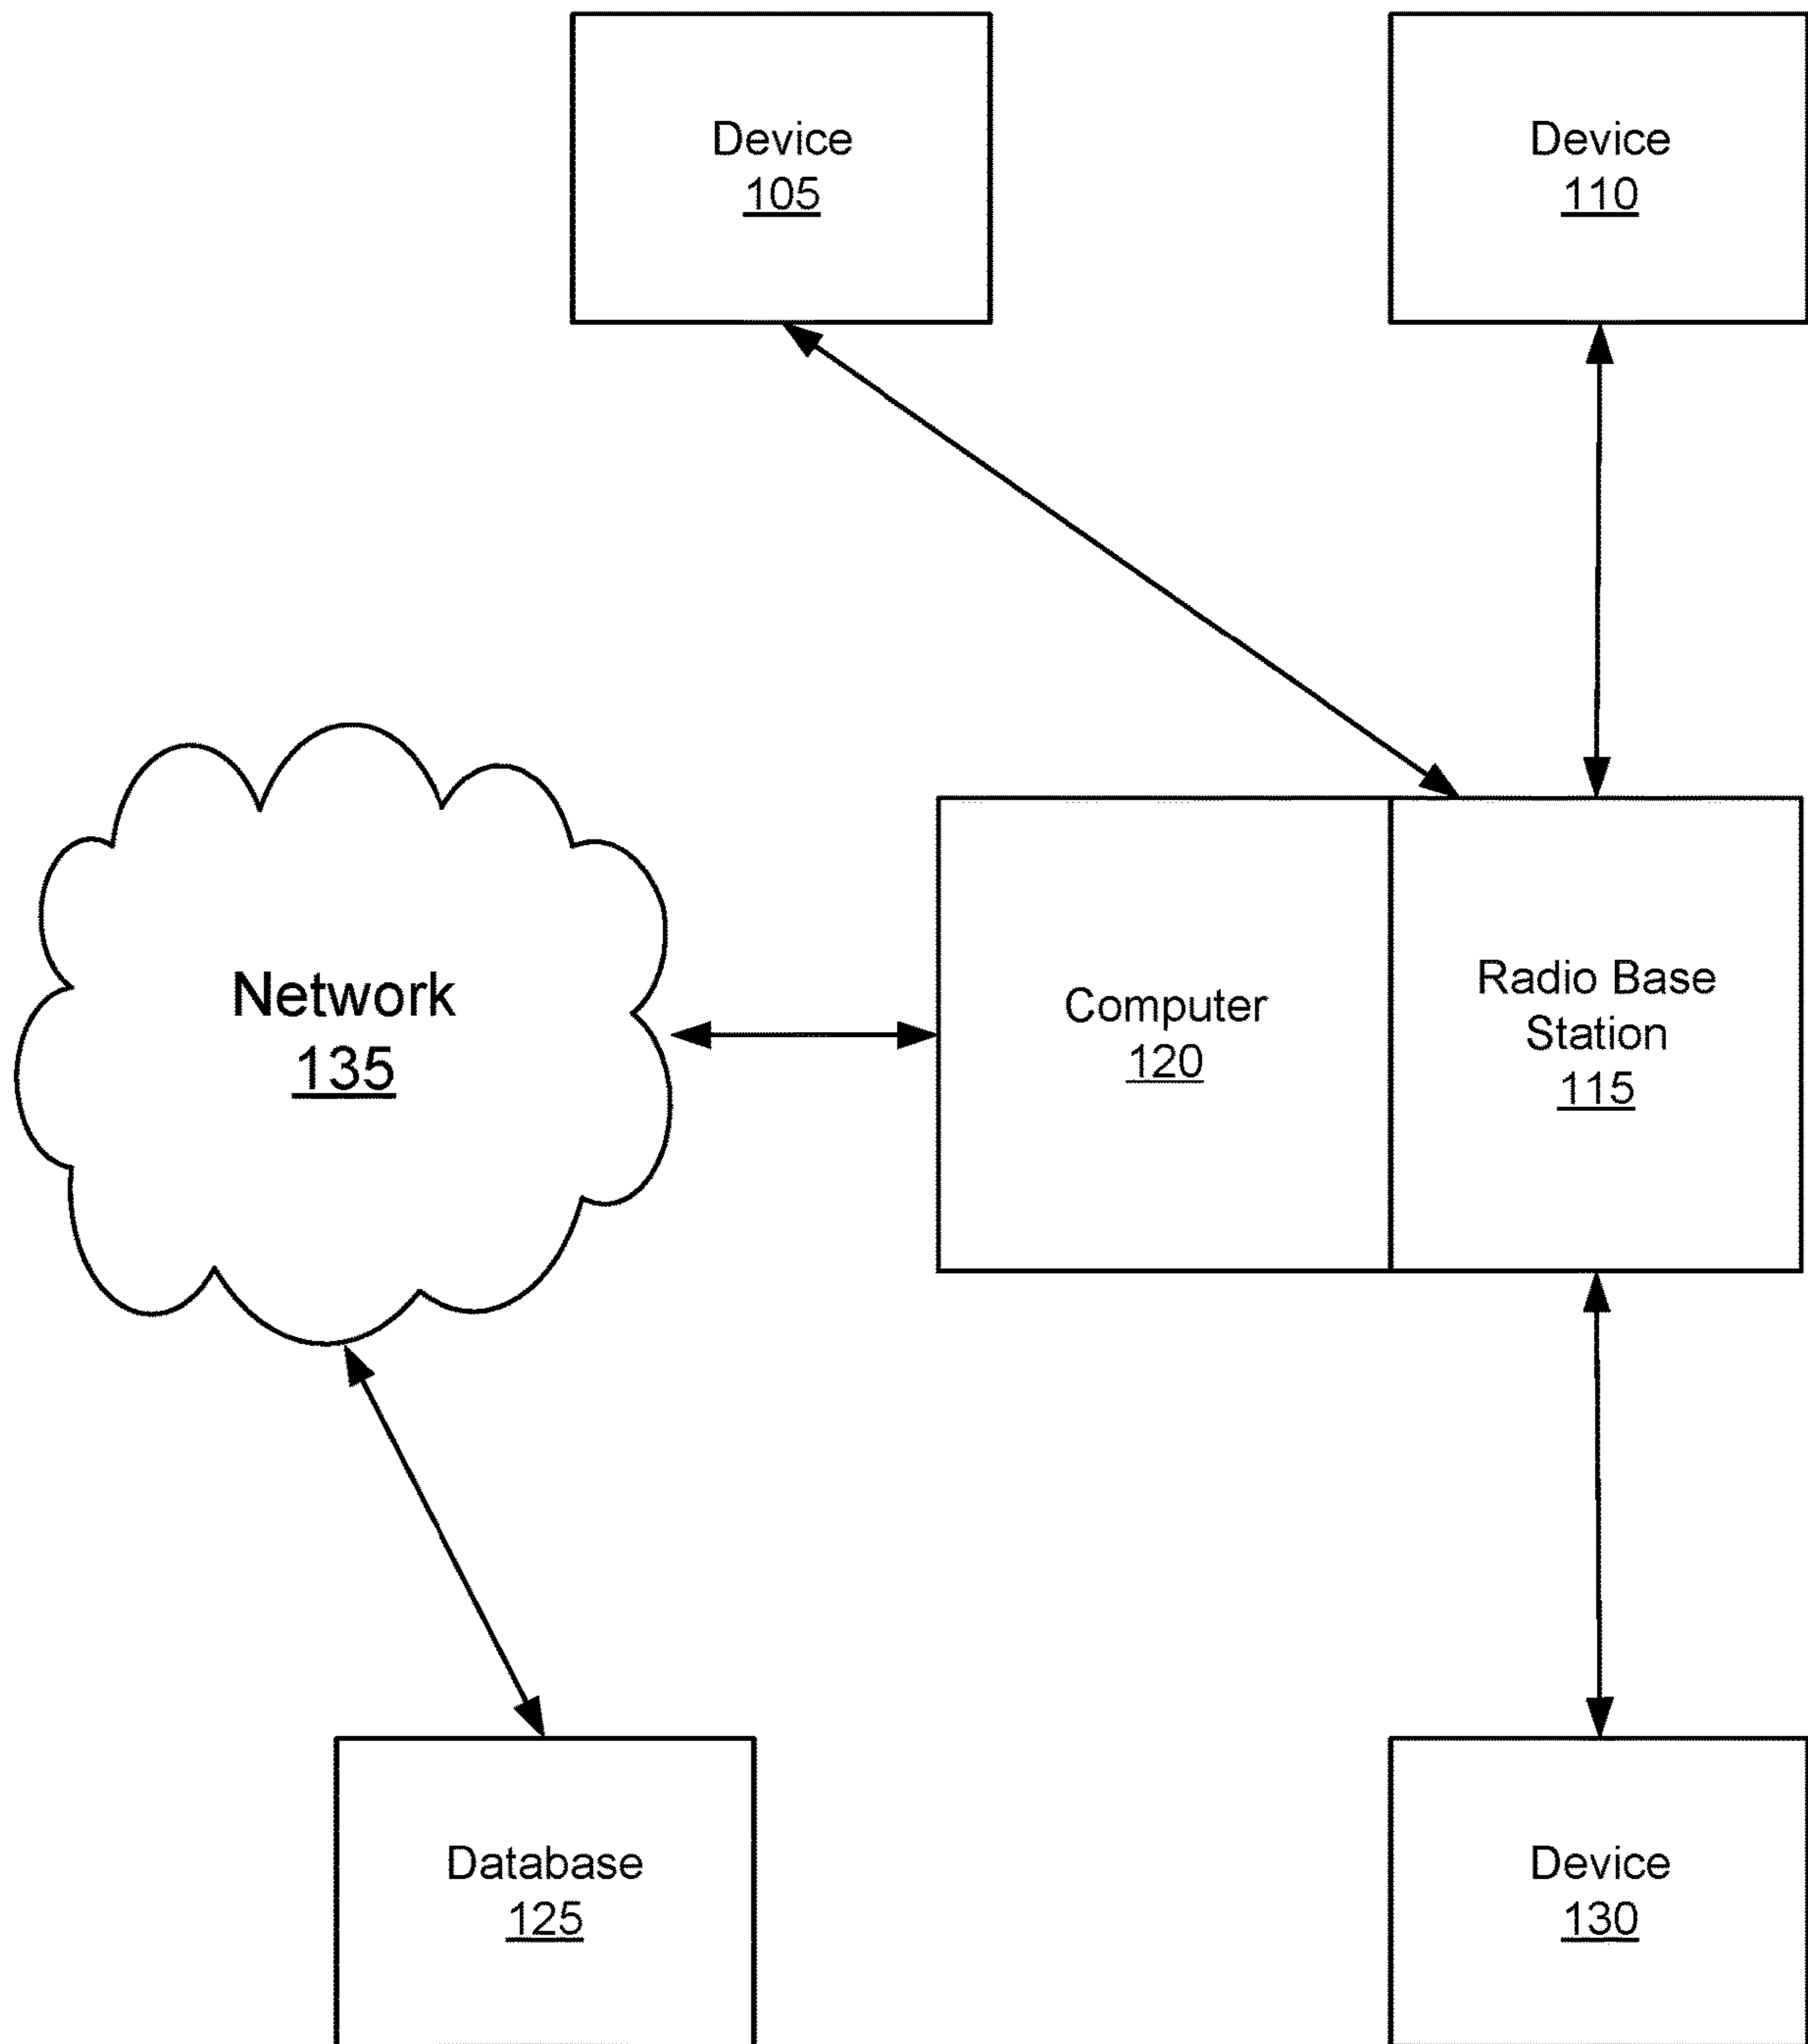 Device
105
Device
110
Network
135
Computer
120
Radio Base
Station
115
Database
125
Device
130